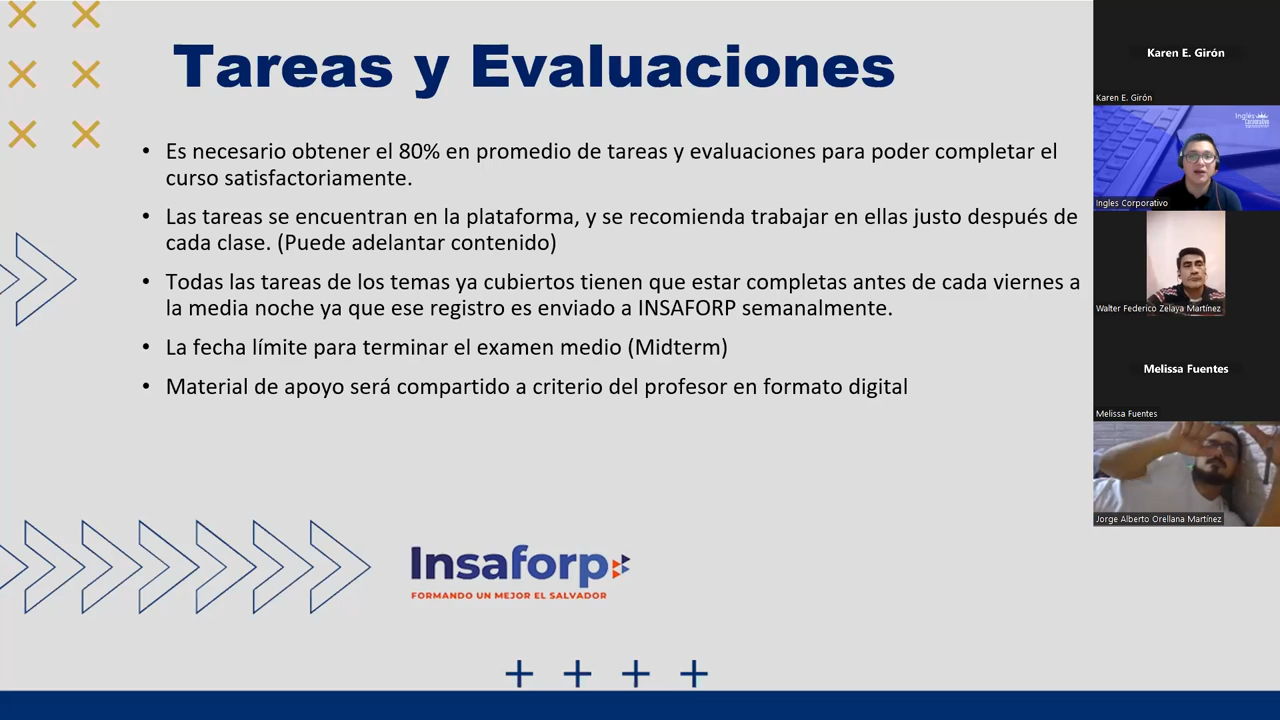 Tareas y Evaluaciones
• Es necesario obtener el 80% en promedio de tareas y evaluaciones para poder completar el
curso satisfactoriamente.
• Las tareas se encuentran en la plataforma, y se recomienda trabajar en ellas justo después de
cada clase. (Puede adelantar contenido)
• Todas las tareas de los temas ya cubiertos tienen que estar completas antes de cada viernes a
la media noche ya que ese registro es enviado a INSAFORP semanalmente.
• La fecha límite para terminar el examen medio (Midterm)
• Material de apoyo será compartido a criterio del profesor en formato digital
Insaforp
FORMANDO UN MEJOR EL SALVADOR
Karen E. Girón
Karen E. Girón
Inglés
Ingles Corporativo
Walter Federico Zelaya Martínez
Melissa Fuentes
Melissa Fuentes
Jorge Alberto Orellana Martínez